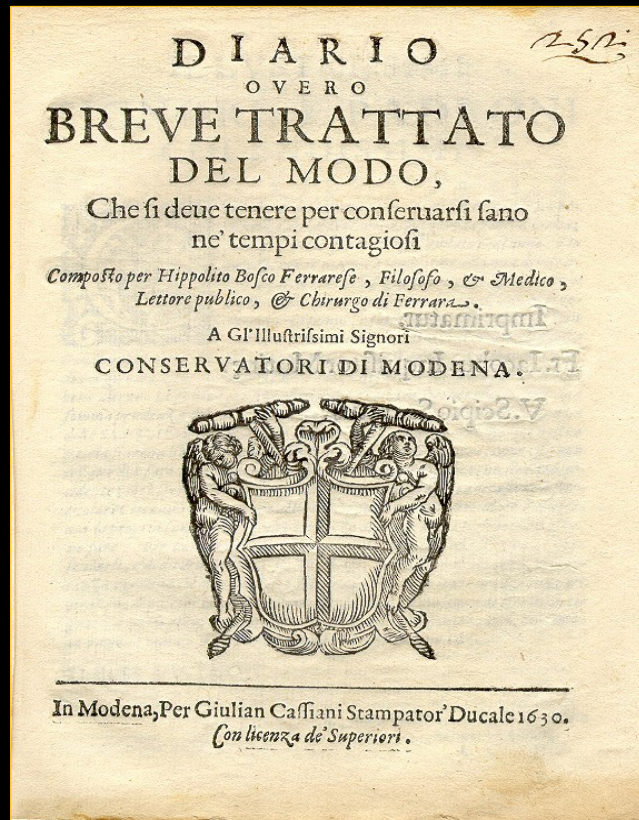 DIARIO
OVERO
BREVE TRATTATO
DEL MODO,
Che ſi deue tenere per conſeruarſi ſano
ne' tempi contagioſi
Compoſto per Hippolito Boſco Ferrareſe, Filoſofo, & Medico,
Lettore publico, & Chirurgo di Ferrara.
A Gl'Illuſtriſsimi Signori
CONSERVATORI DI MODENA.
Imprimatur.
V. Scipio
In Modena, Per Giulian Caſſiani Stampator' Ducale 1630.
Con licenza de' Superiori.